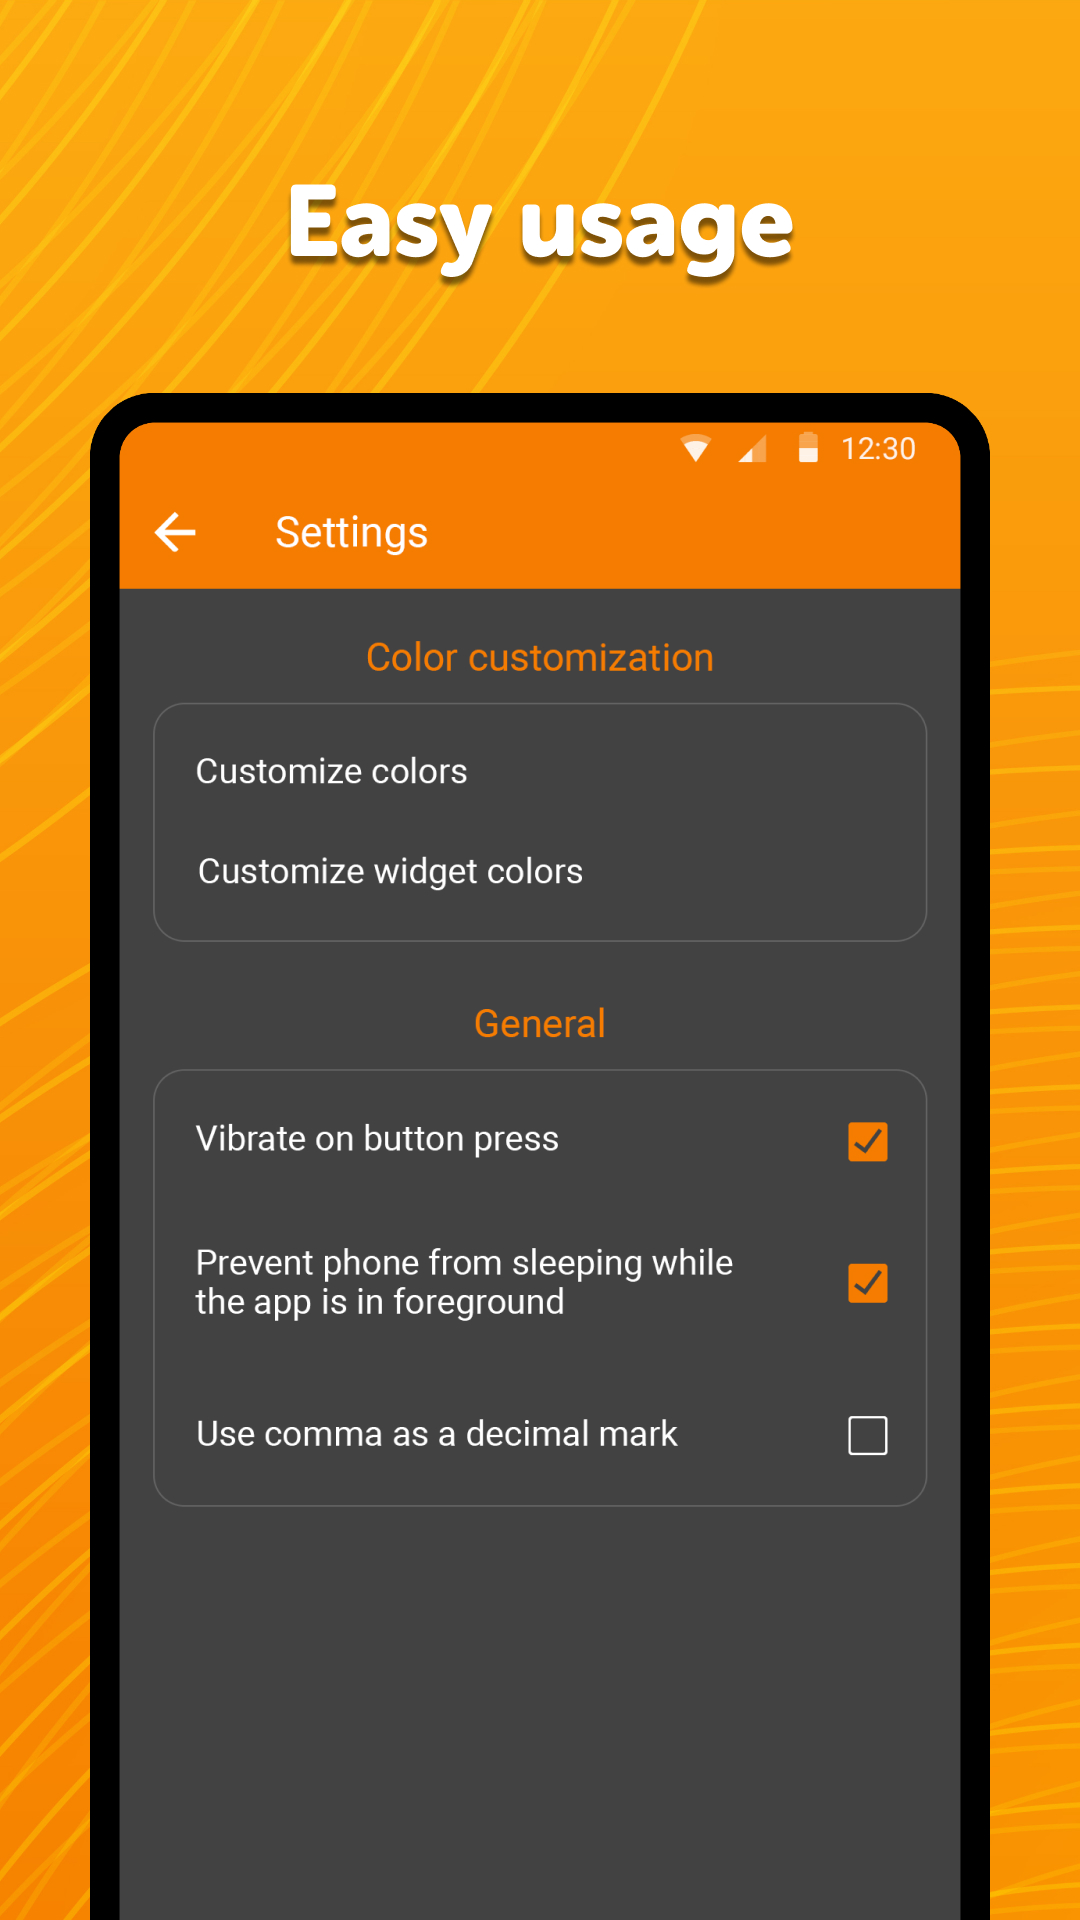 Easy usage
12:30
Settings
Color customization
Customize colors
Customize widget colors
General
Vibrate on button press
Prevent phone from sleeping while
the app is in foreground
Use comma as a decimal mark